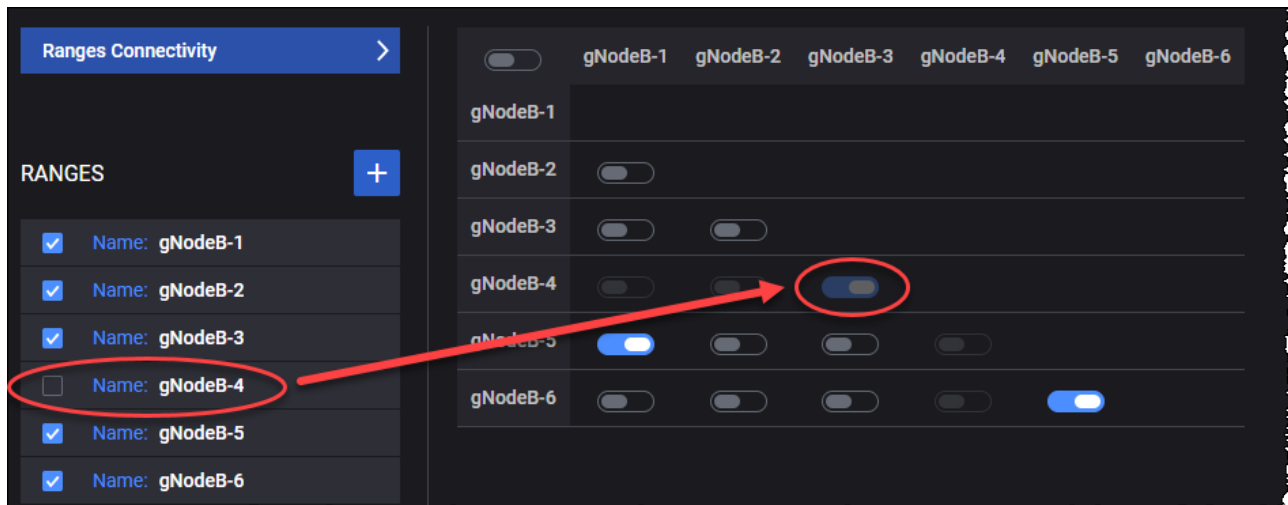 Ranges Connectivity
RANGES
Name: gNodeB-1
Name: gNodeB-2
Name: gNodeB-3
Name: gNodeB-4
Name: gNodeB-5
Name: gNodeB-6
gNodeB-1 gNodeB-2 gNodeB-3 gNodeB-4 gNodeB-5 gNodeB-6
gNodeB-1
gNodeB-2
gNodeB-3
gNodeB-4
gNodeB-5
gNodeB-6